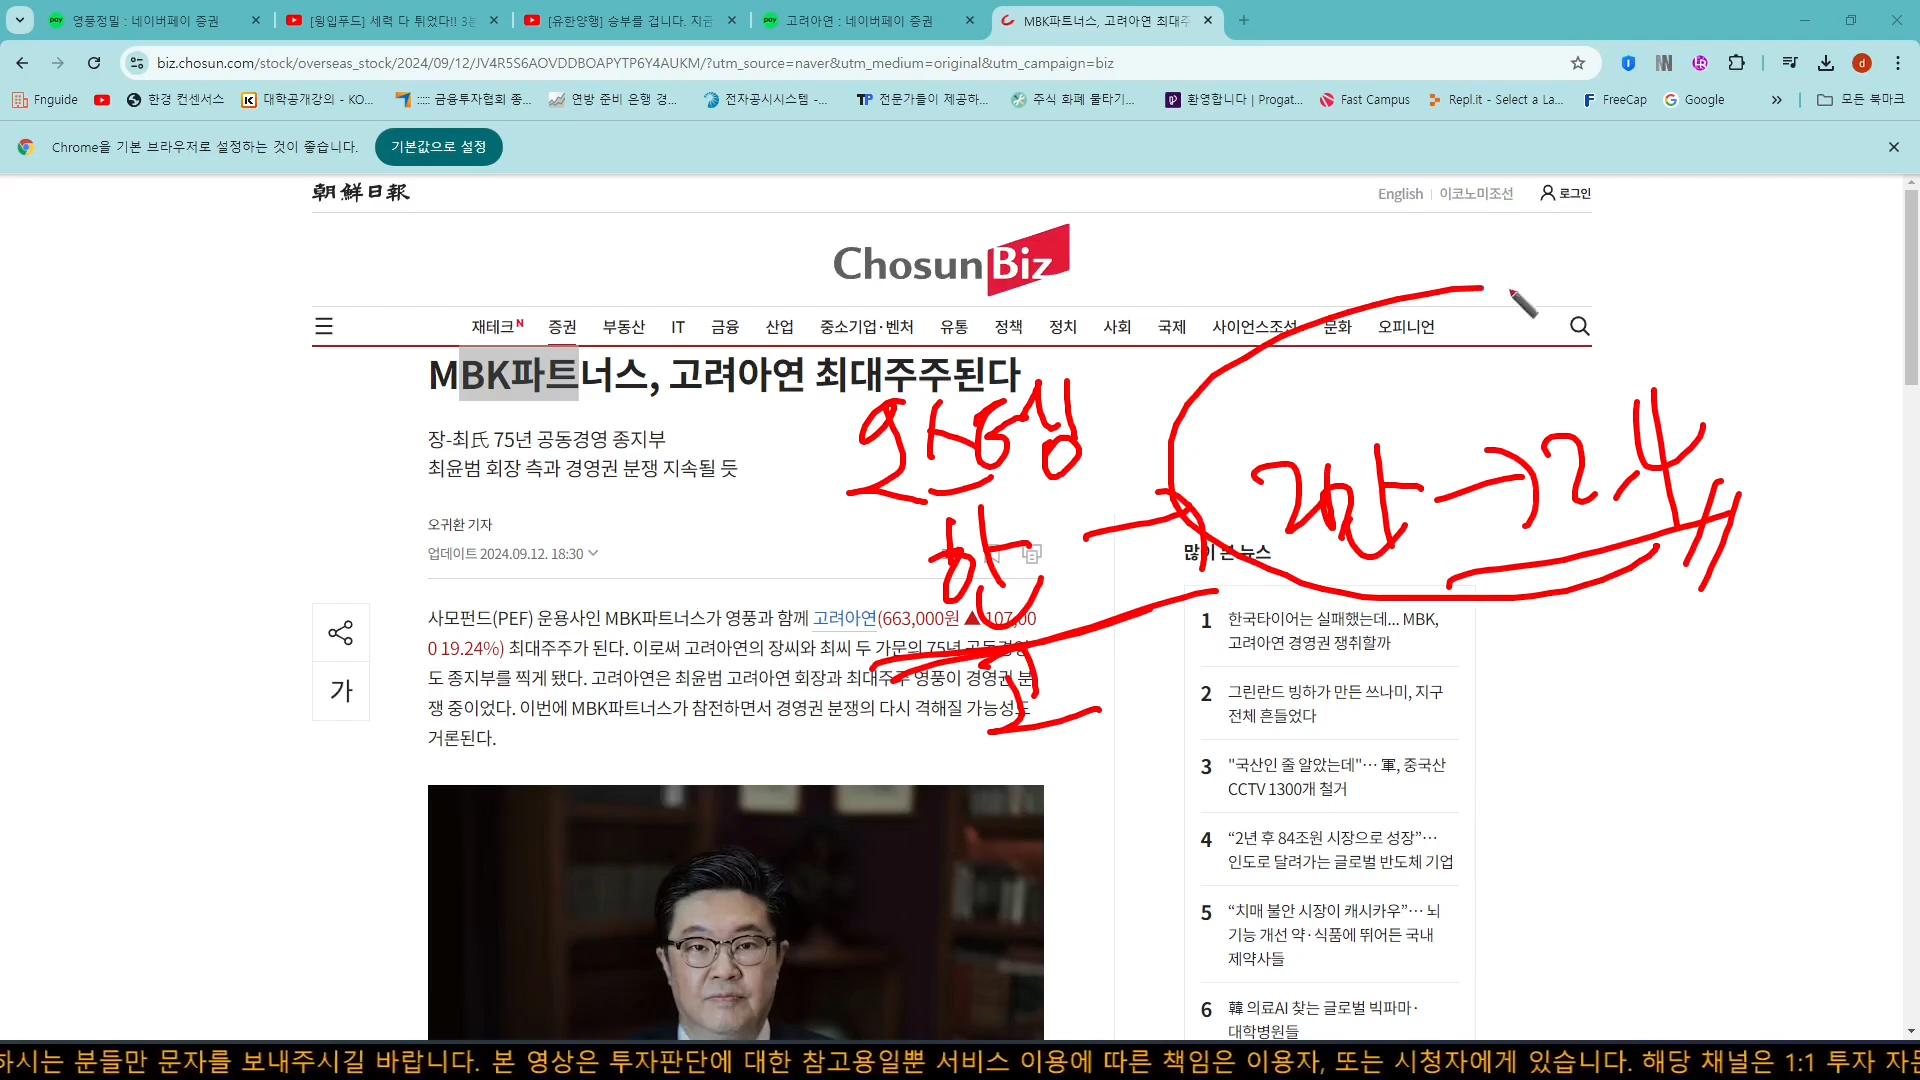 영풍정밀 : 네이버페이 증권
[윙입푸드] 세력 다 튀었다!! 3분
[유한양행] 승부를 겁니다. 지금
고려아연 : 네이버페이 증권
MBK파트너스, 고려아연 최대주주
biz.chosun.com/stock/overseas_stock/2024/09/12/JV4R5S6AOVDDBOAPYTP6Y4AUKM/?utm_source=naver&utm_medium=original&utm_campaign=biz
Fnguide 한경 컨센서스 대학공개강의 - KO... ::::: 금융투자협회 종... 연방 준비 은행 경... 전자공시시스템 -... 전문가들이 제공하... 주식 화폐 물타기... 환영합니다 | Progat... Fast Campus Repl.it - Select a La... FreeCap Google 모든 북마크
Chrome을 기본 브라우저로 설정하는 것이 좋습니다. 기본값으로 설정
朝鮮日報
English 이코노미조선 로그인
Chosun Biz
재테크N 증권 부동산 IT 금융 산업 중소기업·벤처 유통 정책 정치 사회 국제 사이언스조선 문화 오피니언
MBK파트너스, 고려아연 최대주주된다
장-최氏 75년 공동경영 종지부
최윤범 회장 측과 경영권 분쟁 지속될 듯
오귀환 기자
업데이트 2024.09.12. 18:30
사모펀드(PEF) 운용사인 MBK파트너스가 영풍과 함께 고려아연(663,000원 ▲ 107,00
0 19.24%) 최대주주가 된다. 이로써 고려아연의 장씨와 최씨 두 가문의 75년 공동경영
도 종지부를 찍게 됐다. 고려아연은 최윤범 고려아연 회장과 최대주주 영풍이 경영권 분
쟁 중이었다. 이번에 MBK파트너스가 참전하면서 경영권 분쟁의 다시 격해질 가능성도
거론된다.
가
많이 본 뉴스
1 한국타이어는 실패했는데... MBK,
고려아연 경영권 쟁취할까
2 그린란드 빙하가 만든 쓰나미, 지구
전체 흔들었다
3 "국산인 줄 알았는데"… 軍, 중국산
CCTV 1300개 철거
4 “2년 후 84조원 시장으로 성장”…
인도로 달려가는 글로벌 반도체 기업
5 “치매 불안 시장이 캐시카우”… 뇌
기능 개선 약·식품에 뛰어든 국내
제약사들
6 韓 의료AI 찾는 글로벌 빅파마·
대학병원들
하시는 분들만 문자를 보내주시길 바랍니다. 본 영상은 투자판단에 대한 참고용일뿐 서비스 이용에 따른 책임은 이용자, 또는 시청자에게 있습니다. 해당 채널은 1:1 투자 자문